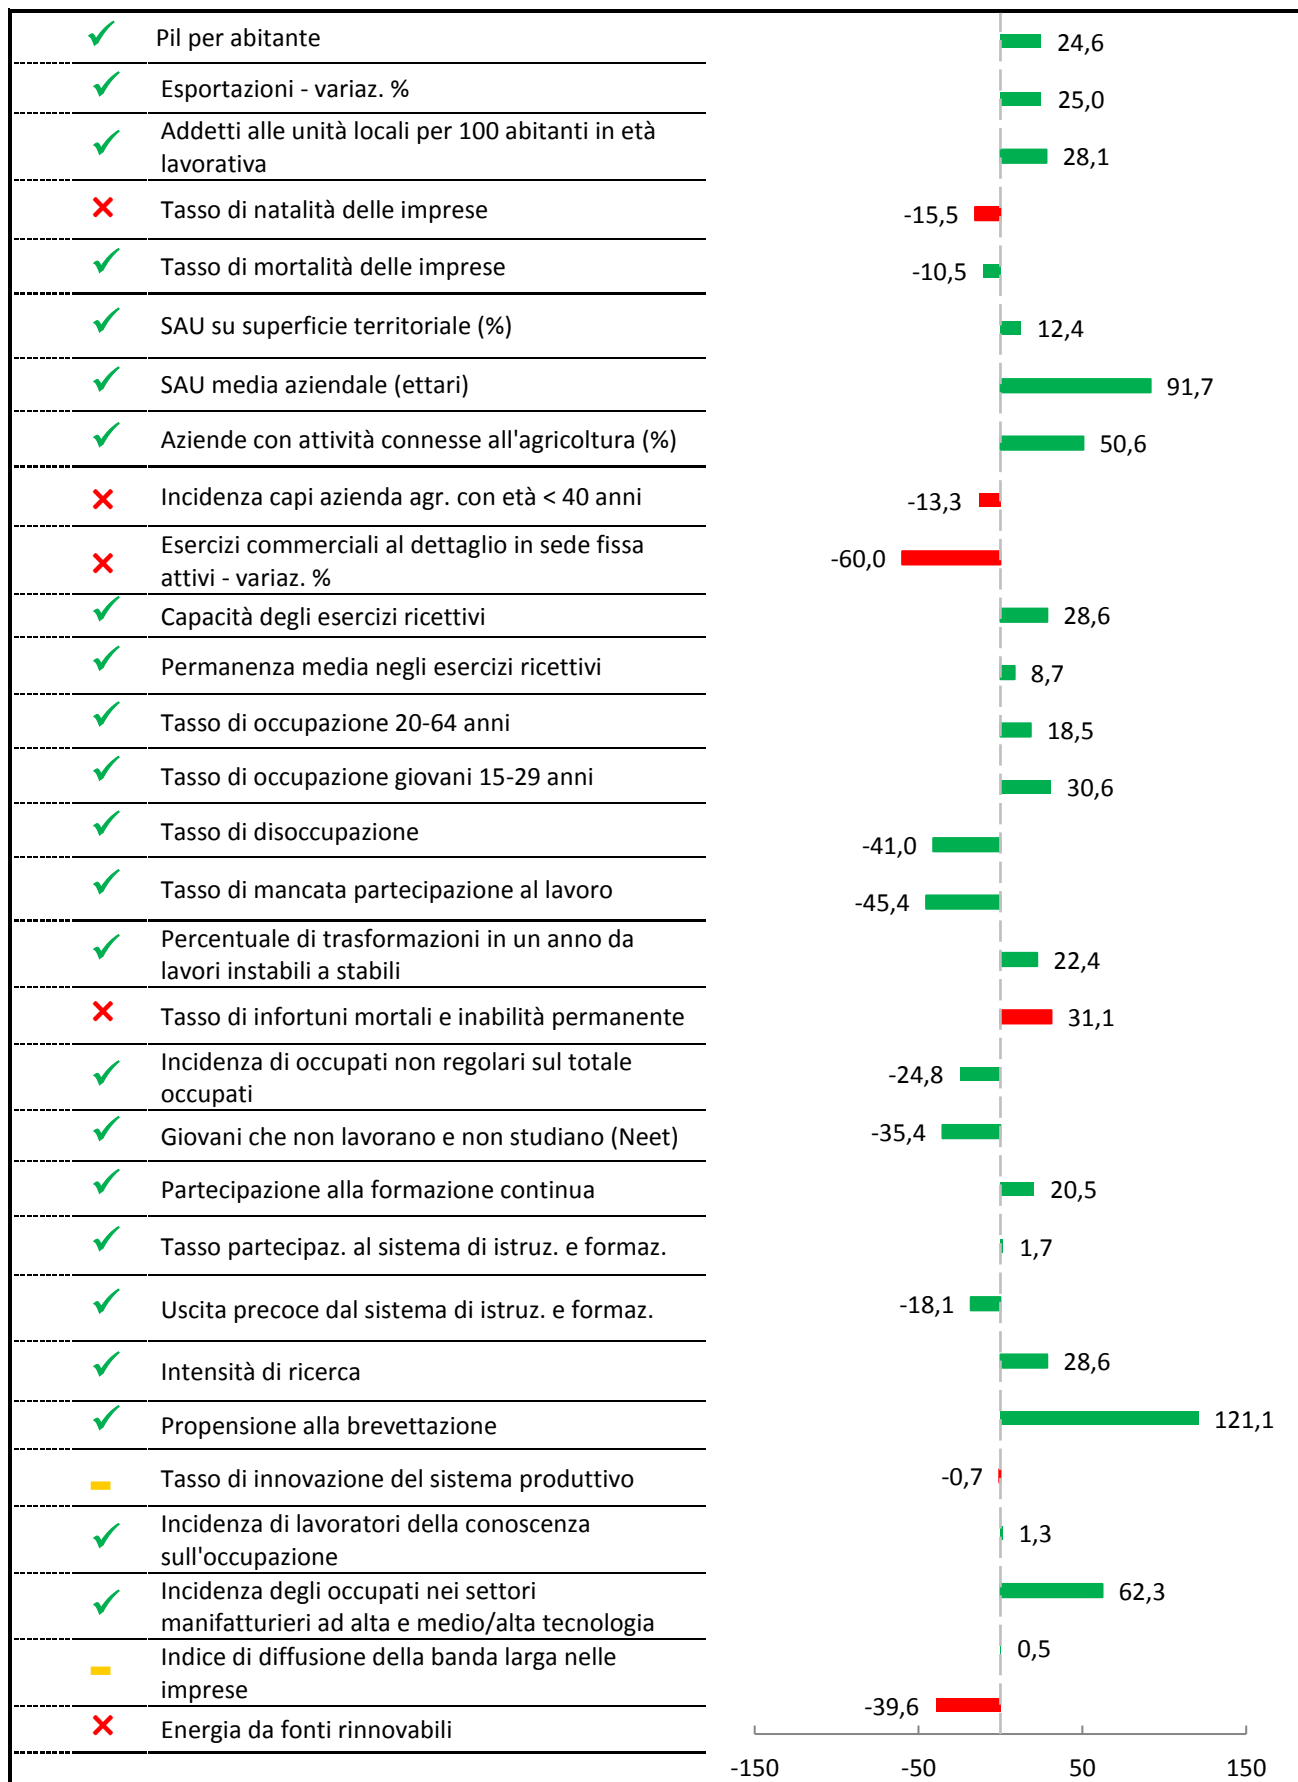 Pil per abitante 24,6
Esportazioni - variaz. % 25,0
Addetti alle unità locali per 100 abitanti in età
lavorativa 28,1
Tasso di natalità delle imprese -15,5
Tasso di mortalità delle imprese -10,5
SAU su superficie territoriale (%) 12,4
SAU media aziendale (ettari) 91,7
Aziende con attività connesse all'agricoltura (%) 50,6
Incidenza capi azienda agr. con età < 40 anni -13,3
Esercizi commerciali al dettaglio in sede fissa
attivi - variaz. % -60,0
Capacità degli esercizi ricettivi 28,6
Permanenza media negli esercizi ricettivi 8,7
Tasso di occupazione 20-64 anni 18,5
Tasso di occupazione giovani 15-29 anni 30,6
Tasso di disoccupazione -41,0
Tasso di mancata partecipazione al lavoro -45,4
Percentuale di trasformazioni in un anno da
lavori instabili a stabili 22,4
Tasso di infortuni mortali e inabilità permanente 31,1
Incidenza di occupati non regolari sul totale
occupati -24,8
Giovani che non lavorano e non studiano (Neet) -35,4
Partecipazione alla formazione continua 20,5
Tasso partecipaz. al sistema di istruz. e formaz. 1,7
Uscita precoce dal sistema di istruz. e formaz. -18,1
Intensità di ricerca 28,6
Propensione alla brevettazione 121,1
Tasso di innovazione del sistema produttivo -0,7
Incidenza di lavoratori della conoscenza
sull'occupazione 1,3
Incidenza degli occupati nei settori
manifatturieri ad alta e medio/alta tecnologia 62,3
Indice di diffusione della banda larga nelle
imprese 0,5
Energia da fonti rinnovabili -39,6
-150 -50 50 150